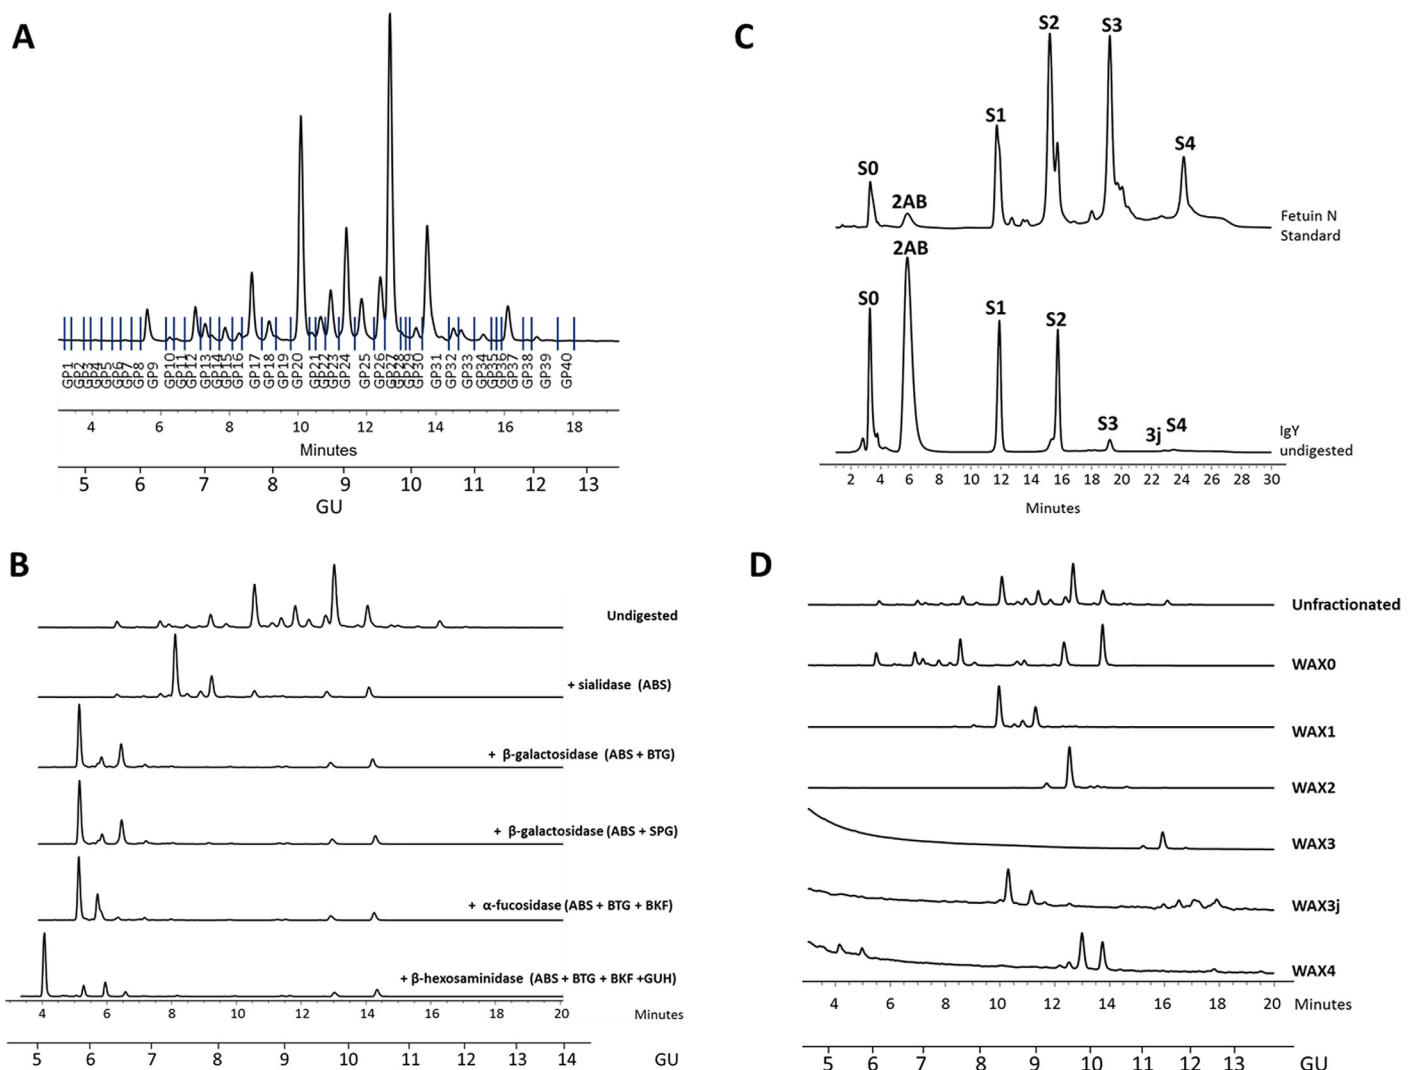 A
GP1
GP2
GP3
GP4
GP5
GP6
GP7
GP8
GP9
GP10
GP11
GP12
GP13
GP14
GP15
GP16
GP17
GP18
GP19
GP20
GP21
GP22
GP23
GP24
GP25
GP26
GP27
GP28
GP29
GP30
GP31
GP32
GP33
GP34
GP35
GP36
GP37
GP38
GP39
GP40
4 6 8 10 12 14 16 18
Minutes
5 6 7 8 9 10 11 12 13
GU
C
S0
2AB
S1
S2
S3
S4
Fetuin N
Standard
S0
2AB
S1
S2
S3
3j
S4
IgY
undigested
2 4 6 8 10 12 14 16 18 20 22 24 26 28 30
Minutes
B
Undigested
+ sialidase (ABS)
+ β-galactosidase (ABS + BTG)
+ β-galactosidase (ABS + SPG)
+ α-fucosidase (ABS + BTG + BKF)
+ β-hexosaminidase (ABS + BTG + BKF +GUH)
4 6 8 10 12 14 16 18 20 Minutes
5 6 7 8 9 10 11 12 13 14 GU
D
Unfractionated
WAX0
WAX1
WAX2
WAX3
WAX3j
WAX4
4 6 8 10 12 14 16 18 20 Minutes
5 6 7 8 9 10 11 12 13 GU